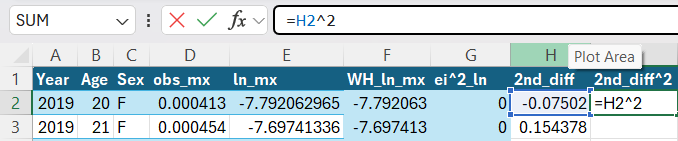 SUM fx =H2^2
A B C D E F G H Plot Area
1 Year Age Sex obs_mx ln_mx WH_ln_mx ei^2_ln 2nd_diff 2nd_diff^2
2 2019 20 F 0.000413 -7.792062965 -7.792063 0 -0.07502 =H2^2
3 2019 21 F 0.000454 -7.69741336 -7.697413 0 0.154378